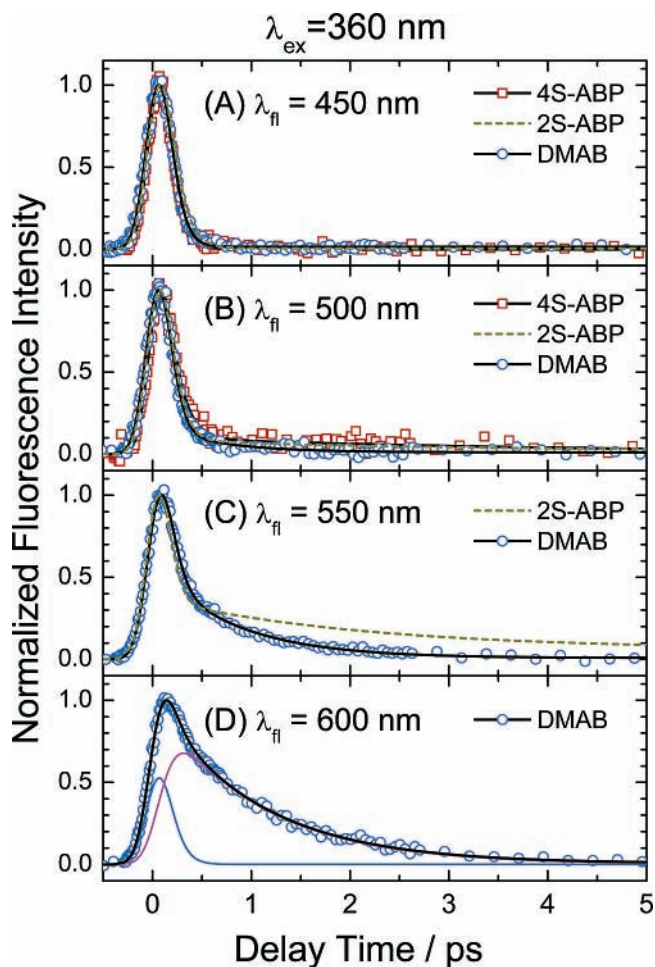 λex=360 nm
Normalized Fluorescence Intensity
1.0
0.5
0.0
(A) λfl = 450 nm
4S-ABP
2S-ABP
DMAB
1.0
0.5
0.0
(B) λfl = 500 nm
4S-ABP
2S-ABP
DMAB
1.0
0.5
0.0
(C) λfl = 550 nm
2S-ABP
DMAB
1.0
0.5
0.0
(D) λfl = 600 nm
DMAB
0 1 2 3 4 5
Delay Time / ps